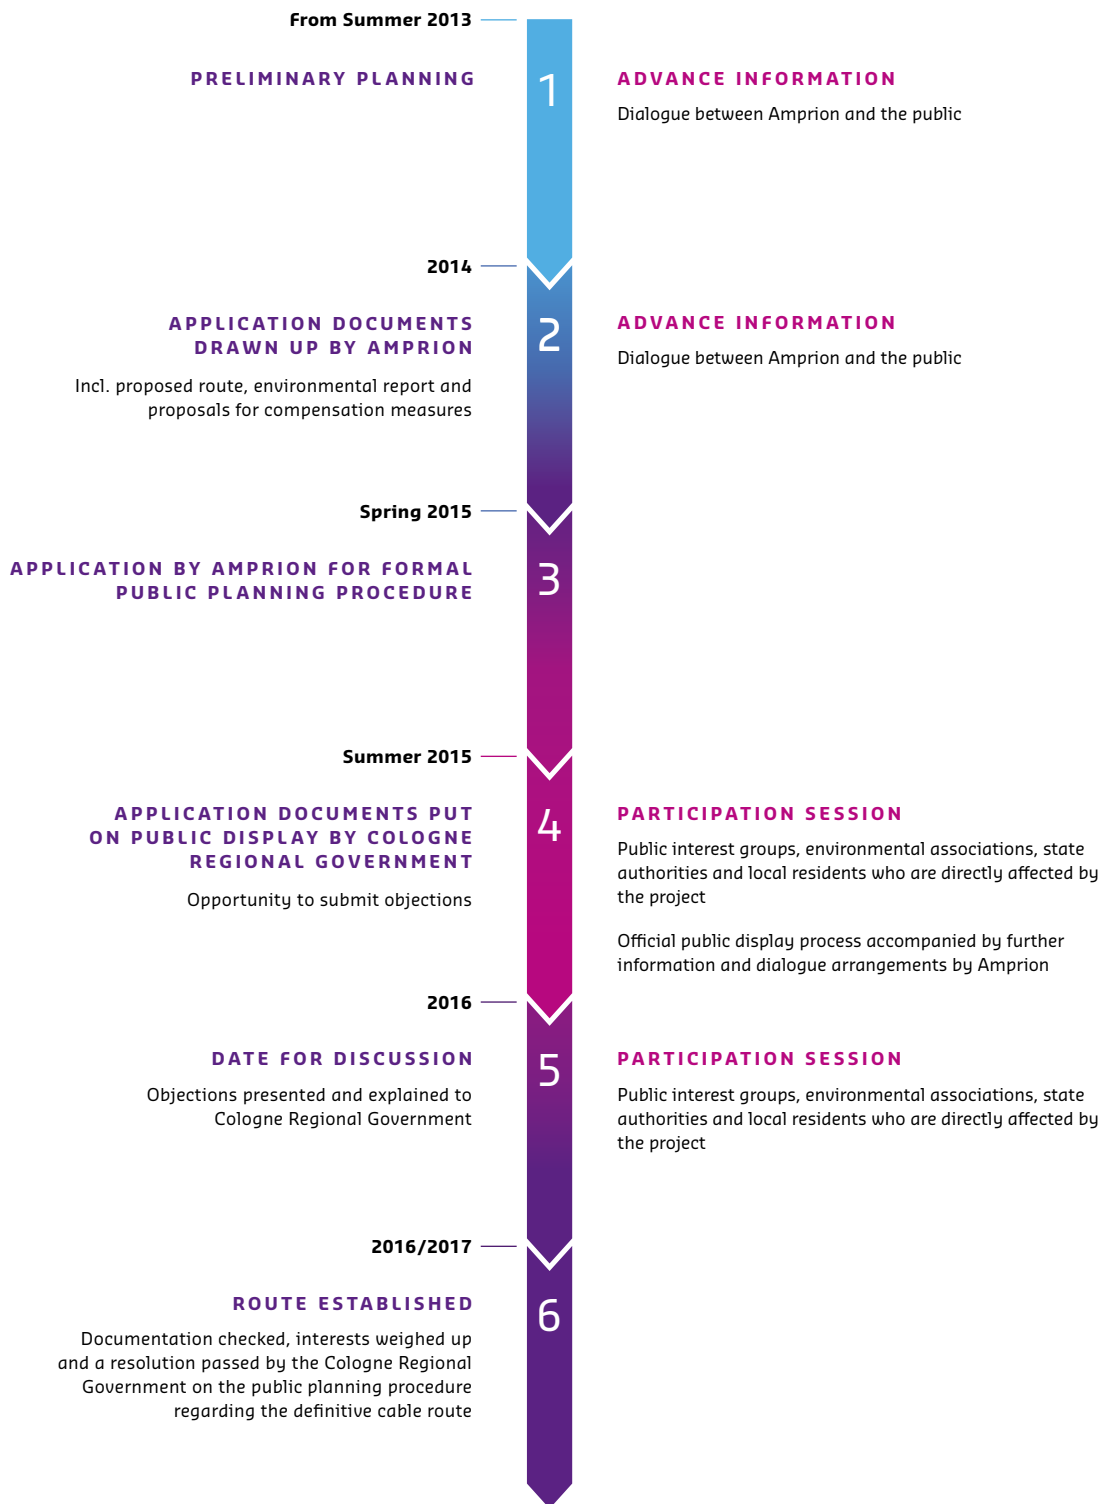 From Summer 2013
PRELIMINARY PLANNING
1
ADVANCE INFORMATION
Dialogue between Amprion and the public
2014
APPLICATION DOCUMENTS
DRAWN UP BY AMPRION
Incl. proposed route, environmental report and
proposals for compensation measures
2
ADVANCE INFORMATION
Dialogue between Amprion and the public
Spring 2015
APPLICATION BY AMPRION FOR FORMAL
PUBLIC PLANNING PROCEDURE
3
Summer 2015
APPLICATION DOCUMENTS PUT
ON PUBLIC DISPLAY BY COLOGNE
REGIONAL GOVERNMENT
Opportunity to submit objections
4
PARTICIPATION SESSION
Public interest groups, environmental associations, state
authorities and local residents who are directly affected by
the project
Official public display process accompanied by further
information and dialogue arrangements by Amprion
2016
DATE FOR DISCUSSION
Objections presented and explained to
Cologne Regional Government
5
PARTICIPATION SESSION
Public interest groups, environmental associations, state
authorities and local residents who are directly affected by
the project
2016/2017
ROUTE ESTABLISHED
Documentation checked, interests weighed up
and a resolution passed by the Cologne Regional
Government on the public planning procedure
regarding the definitive cable route
6